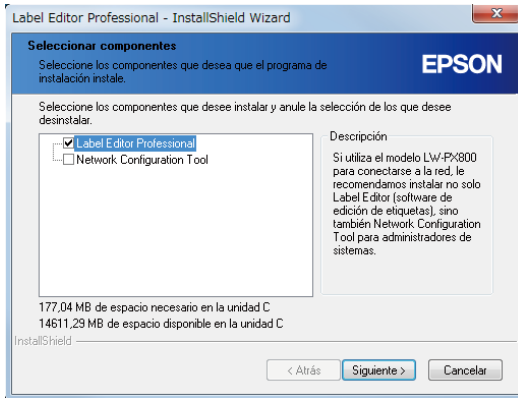 Label Editor Professional - InstallShield Wizard
Seleccionar componentes
Seleccione los componentes que desea que el programa de
instalación instale.
EPSON
Seleccione los componentes que desee instalar y anule la selección de los que desee
desinstalar.
Label Editor Professional
Network Configuration Tool
Descripción
Si utiliza el modelo LW-PX800
para conectarse a la red, le
recomendamos instalar no solo
Label Editor (software de
edición de etiquetas), sino
también Network Configuration
Tool para administradores de
sistemas.
177,04 MB de espacio necesario en la unidad C
14611,29 MB de espacio disponible en la unidad C
InstallShield
< Atrás
Siguiente >
Cancelar